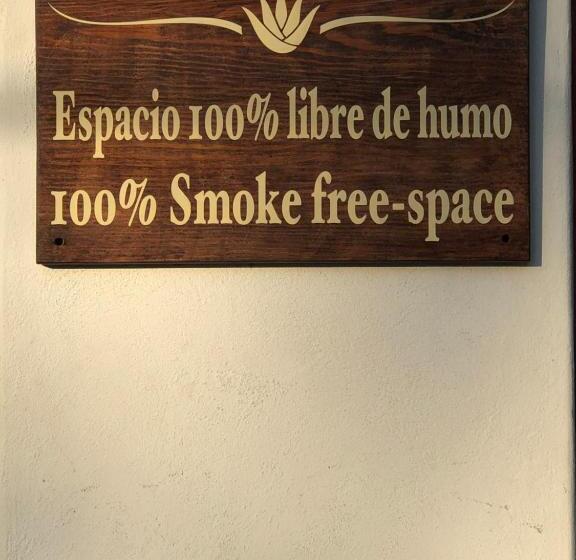 Espacio 100% libre de humo
100% Smoke free-space